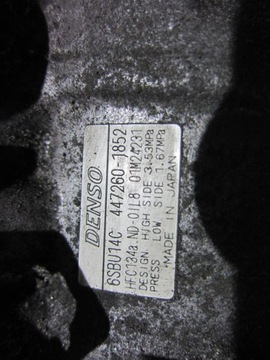 DENSO
6SBU14C 447260-1852
HFC134a. ND-OIL8 01M24231
DESIGN HIGH SIDE 3.53MPa
PRESS LOW SIDE 1.67MPa
*MADE IN JAPAN